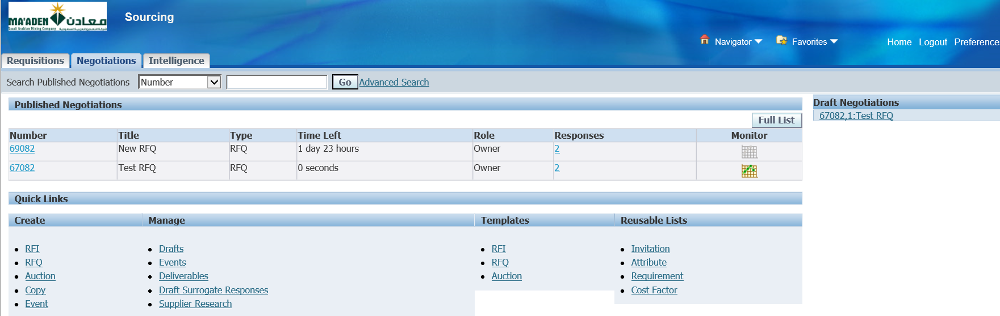 MA'ADEN معادن
Saudi Arabian Mining Company
Sourcing
Navigator Favorites Home Logout Preference
Requisitions Negotiations Intelligence
Search Published Negotiations Number Go Advanced Search
Published Negotiations
Full List
Number Title Type Time Left Role Responses Monitor
69082 New RFQ RFQ 1 day 23 hours Owner 2
67082 Test RFQ RFQ 0 seconds Owner 2
Draft Negotiations
67082,1:Test RFQ
Quick Links
Create
RFI
RFQ
Auction
Copy
Event
Manage
Drafts
Events
Deliverables
Draft Surrogate Responses
Supplier Research
Templates
RFI
RFQ
Auction
Reusable Lists
Invitation
Attribute
Requirement
Cost Factor